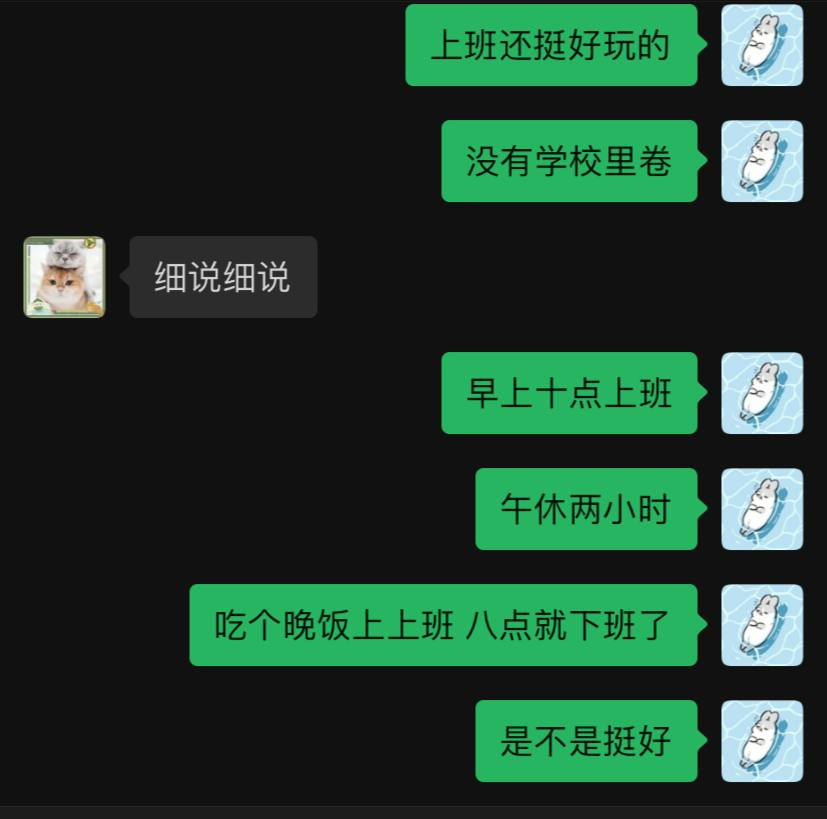 上班还挺好玩的
没有学校里卷
细说细说
早上十点上班
午休两小时
吃个晚饭上上班 八点就下班了
是不是挺好